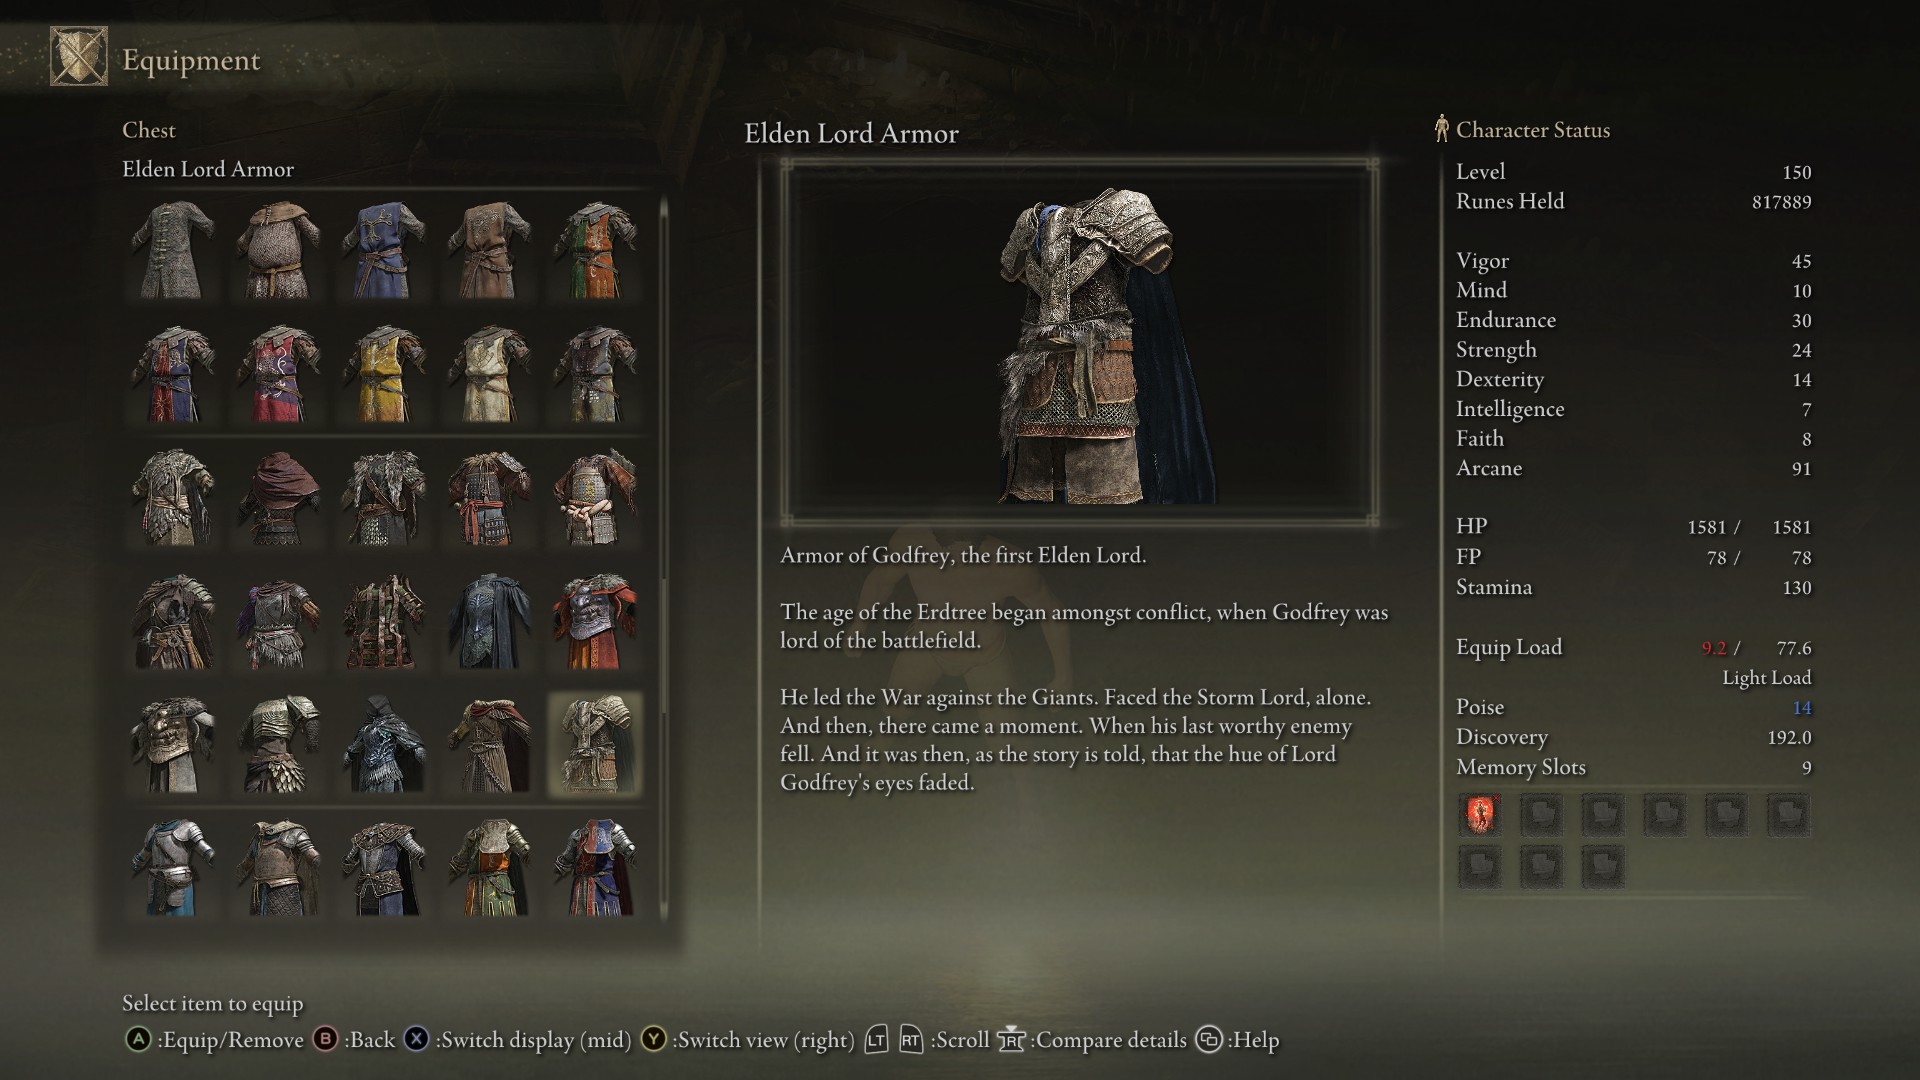 Equipment
Chest
Elden Lord Armor
Elden Lord Armor
Armor of Godfrey, the first Elden Lord.
The age of the Erdtree began amongst conflict, when Godfrey was
lord of the battlefield.
He led the War against the Giants. Faced the Storm Lord, alone.
And then, there came a moment. When his last worthy enemy
fell. And it was then, as the story is told, that the hue of Lord
Godfrey's eyes faded.
Character Status
Level 150
Runes Held 817889
Vigor 45
Mind 10
Endurance 30
Strength 24
Dexterity 14
Intelligence 7
Faith 8
Arcane 91
HP 1581 / 1581
FP 78 / 78
Stamina 130
Equip Load 9.2 / 77.6
Light Load
Poise 14
Discovery 192.0
Memory Slots 9
Select item to equip
A :Equip/Remove B :Back X :Switch display (mid) Y :Switch view (right) LT RT :Scroll R :Compare details :Help